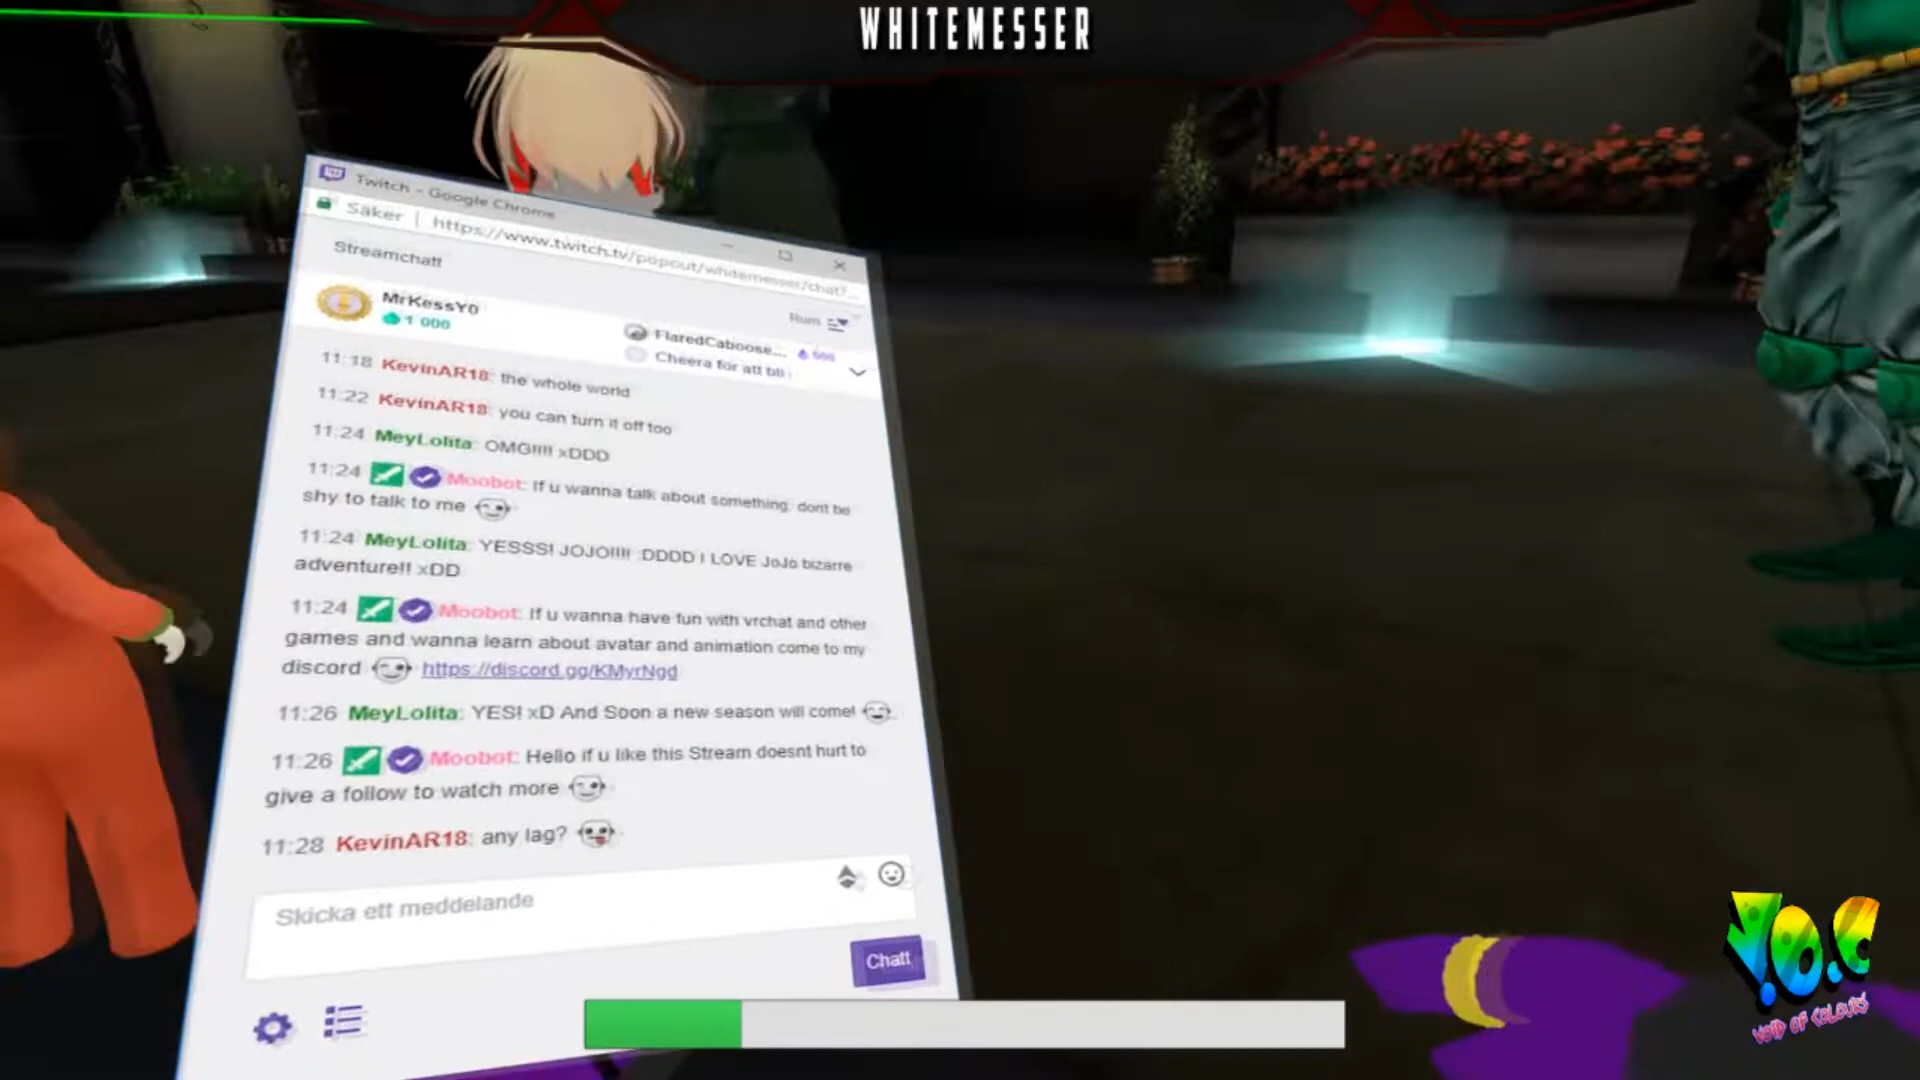 WHITEMESSER
Twitch - Google Chrome
Säker | https://www.twitch.tv/popout/whitemesser/chat?...
Streamchatt
MrKessY0
1 000
Rum
FlaredCaboose...
Cheera för att bli
11:18 KevinAR18: the whole world
11:22 KevinAR18: you can turn it off too
11:24 MeyLolita: OMG!!!! xDDD
11:24 Moobot: If u wanna talk about something. dont be
shy to talk to me
11:24 MeyLolita: YESSS! JOJO!!!! :DDDD I LOVE JoJo bizarre
adventure!! xDD
11:24 Moobot: If u wanna have fun with vrchat and other
games and wanna learn about avatar and animation come to my
discord https://discord.gg/KMyrNgd
11:26 MeyLolita: YES! xD And Soon a new season will come!
11:26 Moobot: Hello if u like this Stream doesnt hurt to
give a follow to watch more
11:28 KevinAR18: any lag?
Skicka ett meddelande
Chatt
V.O.C
VOID OF COLOURS